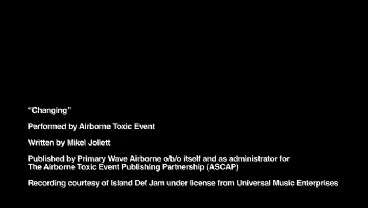 "Changing"
Performed by Airborne Toxic Event
Written by Mikel Jollett
Published by Primary Wave Airborne o/b/o itself and as administrator for
The Airborne Toxic Event Publishing Partnership (ASCAP)
Recording courtesy of Island Def Jam under license from Universal Music Enterprises